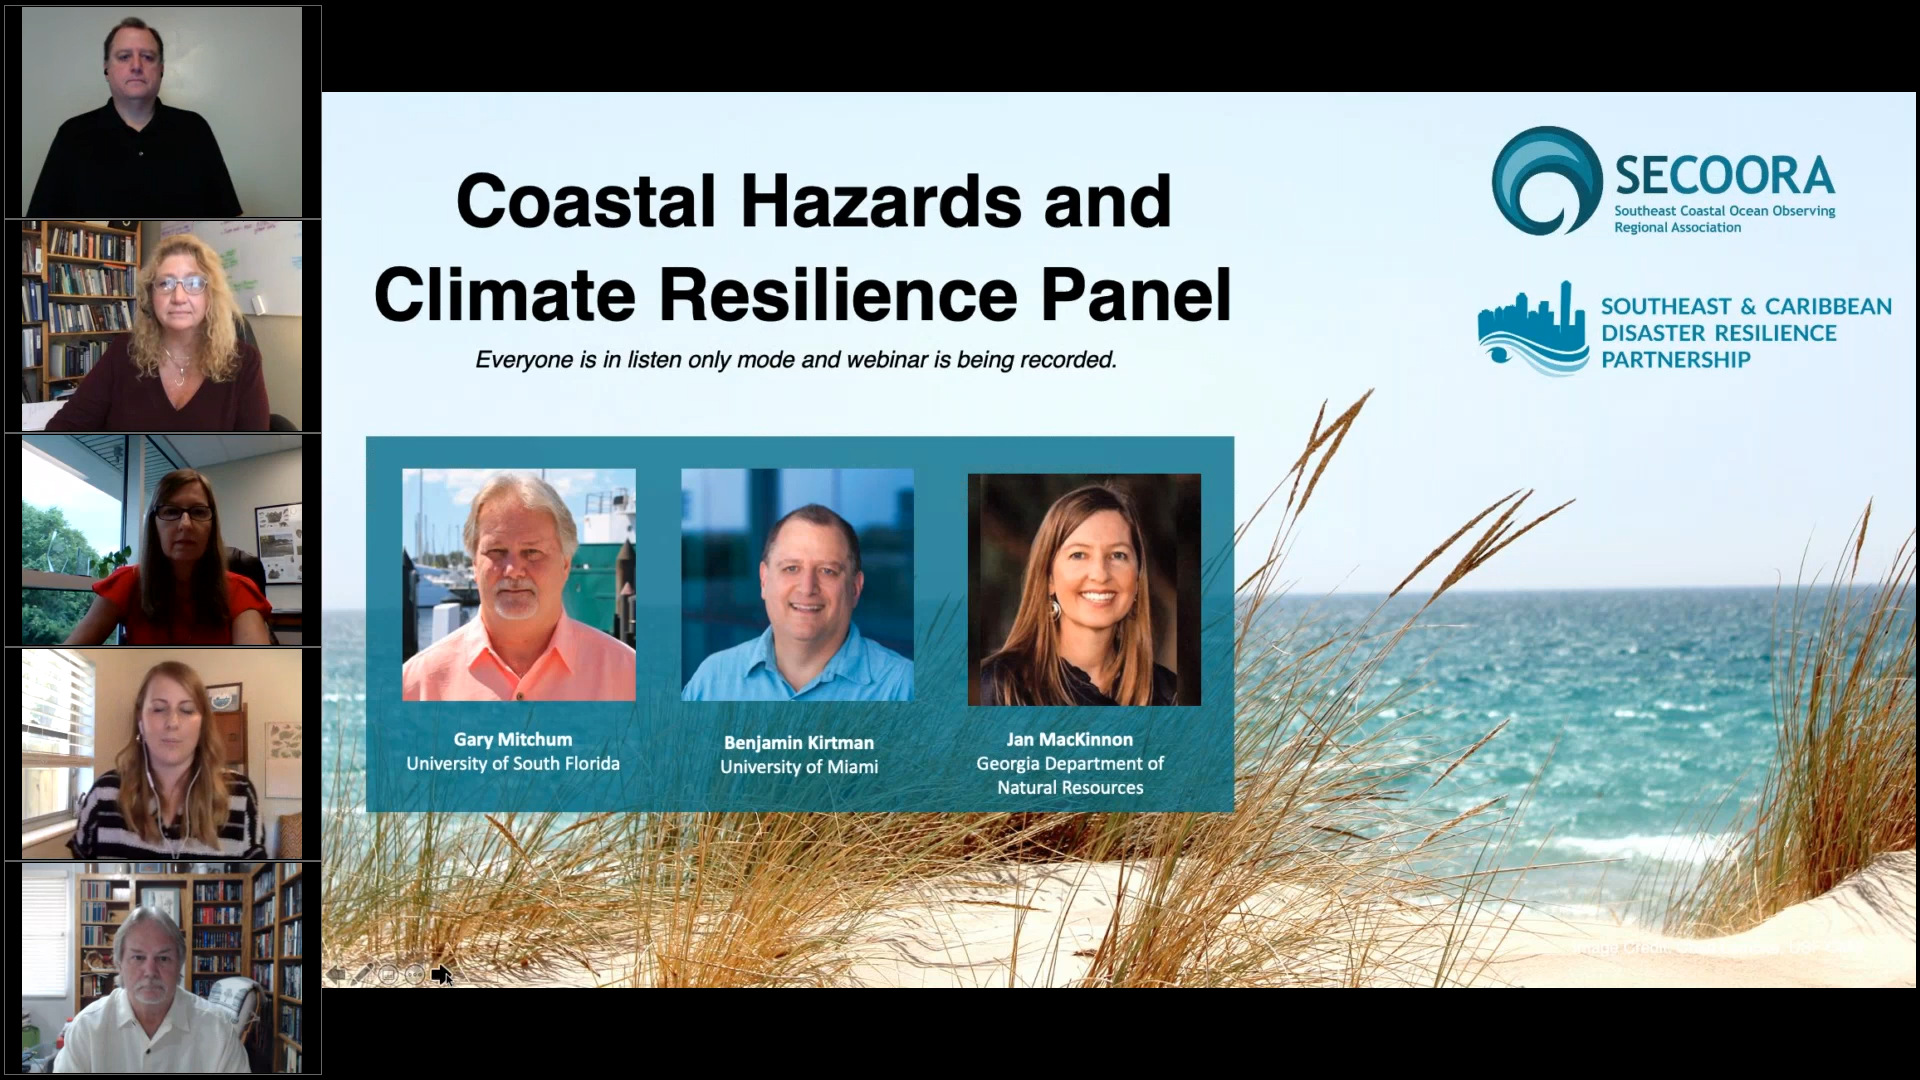 Coastal Hazards and
Climate Resilience Panel
Everyone is in listen only mode and webinar is being recorded.
SECOORA
Southeast Coastal Ocean Observing
Regional Association
SOUTHEAST & CARIBBEAN
DISASTER RESILIENCE
PARTNERSHIP
Gary Mitchum
University of South Florida
Benjamin Kirtman
University of Miami
Jan MacKinnon
Georgia Department of
Natural Resources
Image Credit: